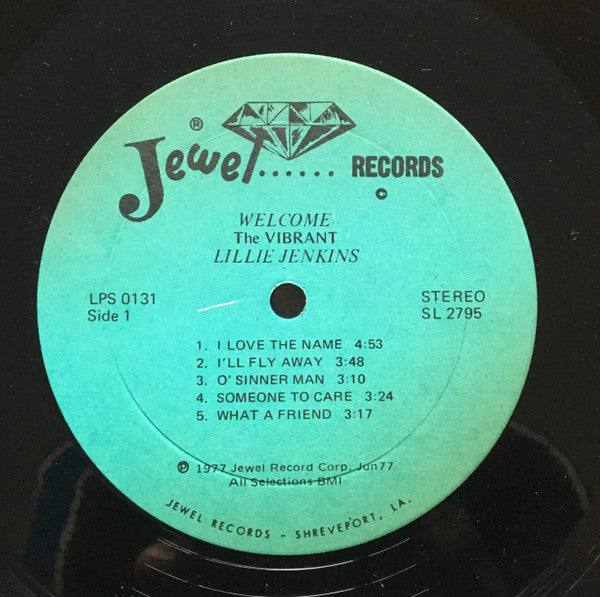 ®
Jewel...... RECORDS
©
WELCOME
The VIBRANT
LILLIE JENKINS
LPS 0131
Side 1
STEREO
SL 2795
1. I LOVE THE NAME 4:53
2. I'LL FLY AWAY 3:48
3. O' SINNER MAN 3:10
4. SOMEONE TO CARE 3:24
5. WHAT A FRIEND 3:17
℗ 1977 Jewel Record Corp. Jun77
All Selections BMI
JEWEL RECORDS - SHREVEPORT, LA.